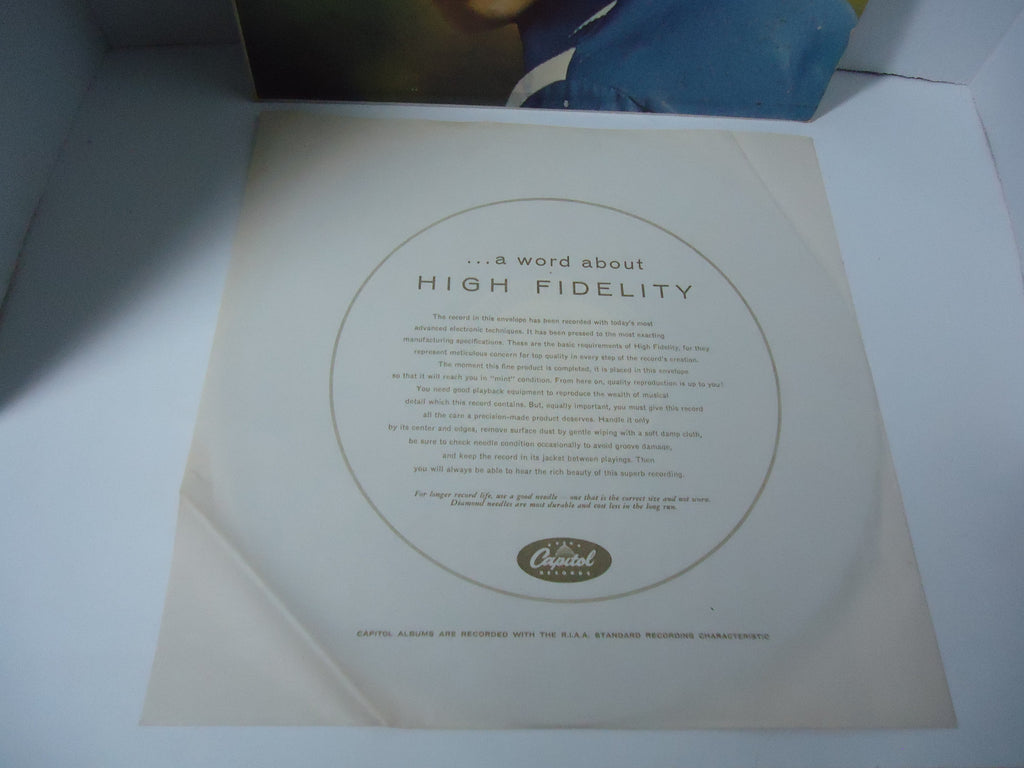 ...a word about
HIGH FIDELITY
The record in this envelope has been recorded with today's most
advanced electronic techniques. It has been pressed to the most exacting
manufacturing specifications. These are the basic requirements of High Fidelity, for they
represent meticulous concern for top quality in every step of the record's creation.
The moment this fine product is completed, it is placed in this envelope
so that it will reach you in "mint" condition. From here on, quality reproduction is up to you!
You need good playback equipment to reproduce the wealth of musical
detail which this record contains. But, equally important, you must give this record
all the care a precision-made product deserves. Handle it only
by its center and edges, remove surface dust by gentle wiping with a soft damp cloth,
be sure to check needle condition occasionally to avoid groove damage,
and keep the record in its jacket between playings. Then
you will always be able to hear the rich beauty of this superb recording.
For longer record life, use a good needle — one that is the correct size and not worn.
Diamond needles are most durable and cost less in the long run.
Capitol
RECORDS
CAPITOL ALBUMS ARE RECORDED WITH THE R.I.A.A. STANDARD RECORDING CHARACTERISTIC